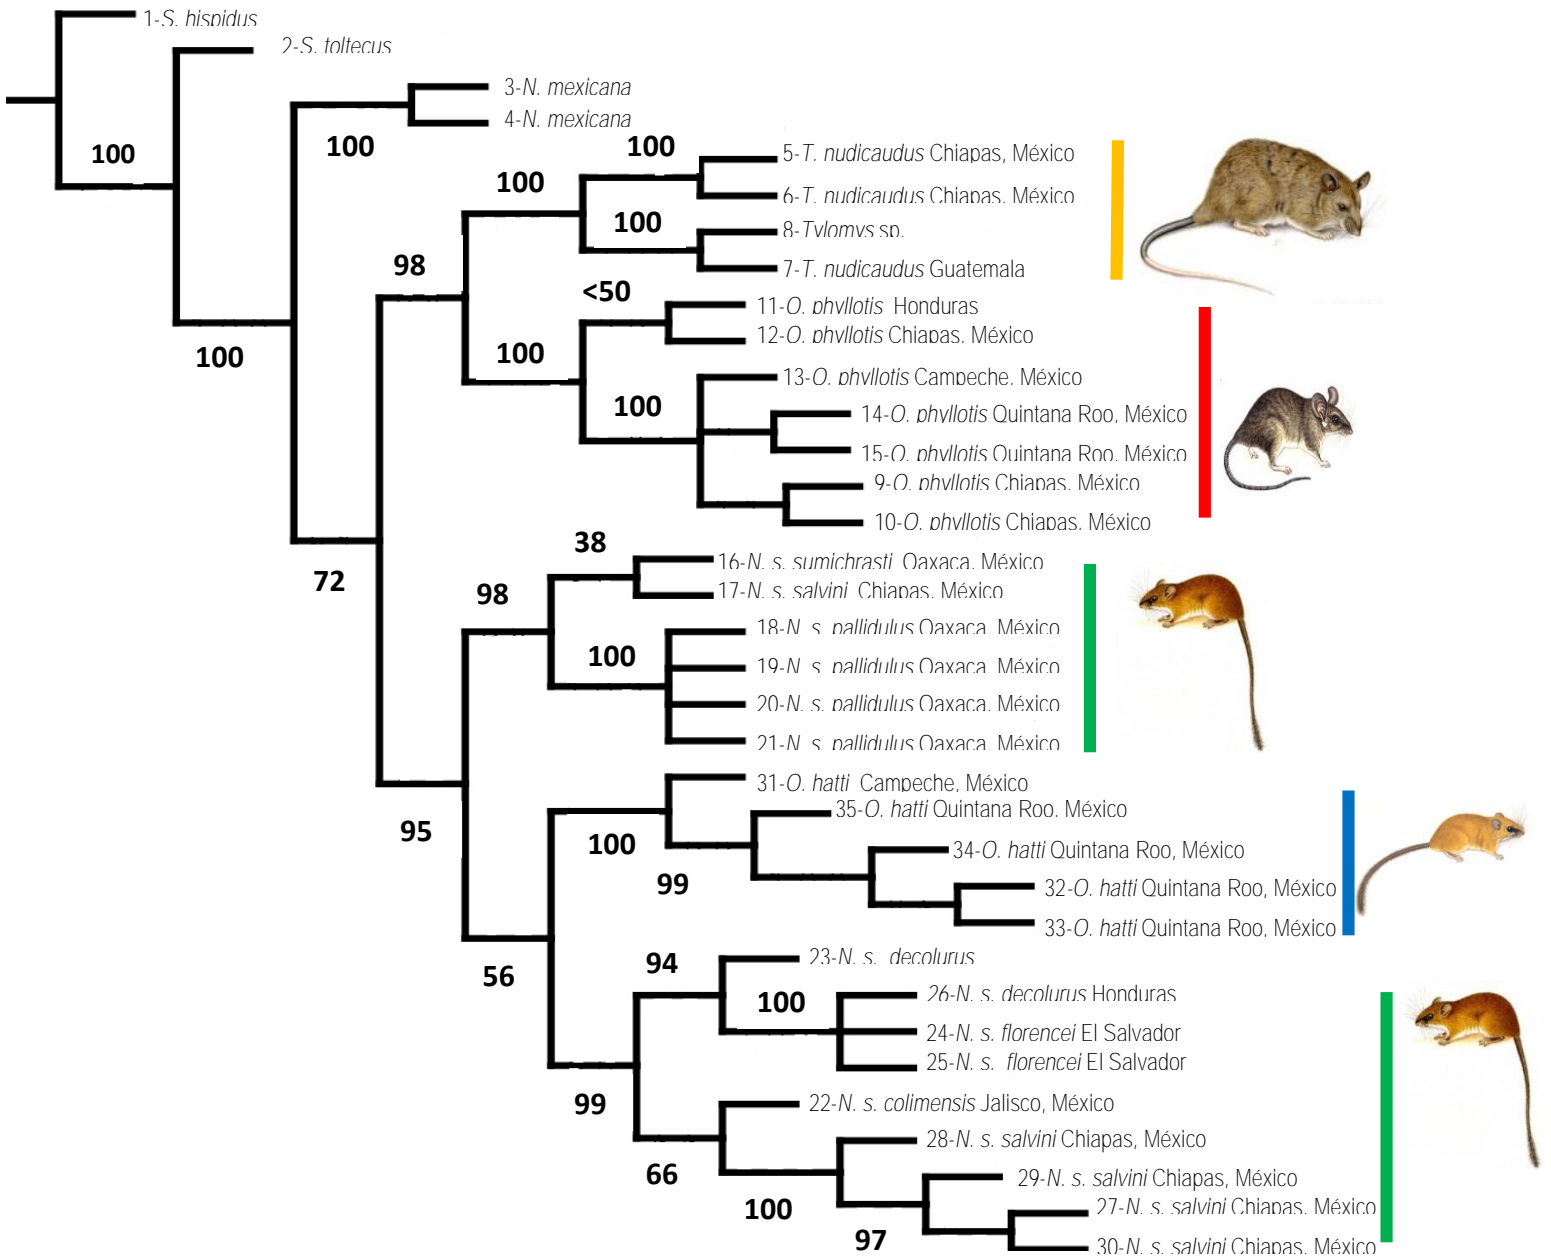 1-S. hispidus
2-S. toltecus
3-N. mexicana
4-N. mexicana
100
100
100
5-T. nudicaudus Chiapas, México
100
6-T. nudicaudus Chiapas, México
100
8-Tylomys sp.
98
7-T. nudicaudus Guatemala
<50
11-O. phyllotis Honduras
12-O. phyllotis Chiapas, México
100
100
13-O. phyllotis Campeche, México
100
14-O. phyllotis Quintana Roo, México
15-O. phyllotis Quintana Roo, México
9-O. phyllotis Chiapas, México
10-O. phyllotis Chiapas, México
38
16-N. s. sumichrasti Oaxaca, México
72
98
17-N. s. salvini Chiapas, México
18-N. s. pallidulus Oaxaca, México
100
19-N. s. pallidulus Oaxaca, México
20-N. s. pallidulus Oaxaca, México
21-N. s. pallidulus Oaxaca, México
31-O. hatti Campeche, México
35-O. hatti Quintana Roo, México
95
100
34-O. hatti Quintana Roo, México
99
32-O. hatti Quintana Roo, México
33-O. hatti Quintana Roo, México
56
94
23-N. s. decolurus
100
26-N. s. decolurus Honduras
24-N. s. florencei El Salvador
25-N. s. florencei El Salvador
99
22-N. s. colimensis Jalisco, México
28-N. s. salvini Chiapas, México
66
29-N. s. salvini Chiapas, México
100
27-N. s. salvini Chiapas, México
97
30-N. s. salvini Chiapas, México